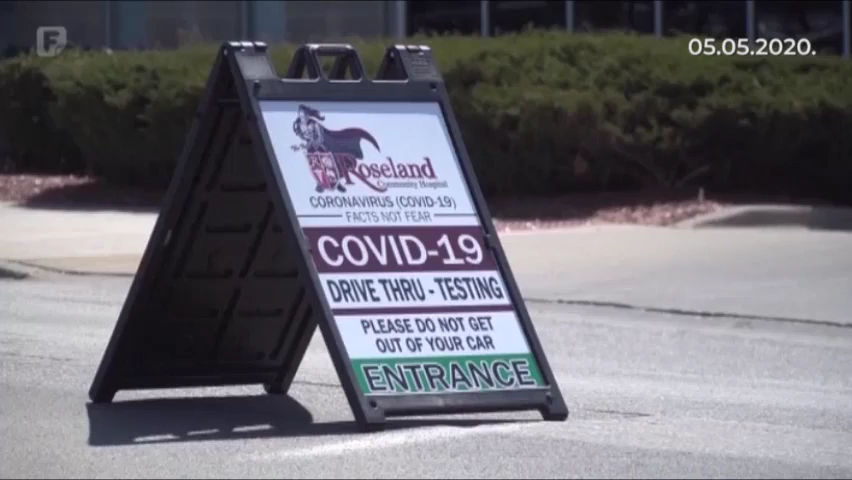 F
05.05.2020.
Roseland
Community Hospital
CORONAVIRUS (COVID-19)
FACTS NOT FEAR
COVID-19
DRIVE THRU - TESTING
PLEASE DO NOT GET
OUT OF YOUR CAR
ENTRANCE